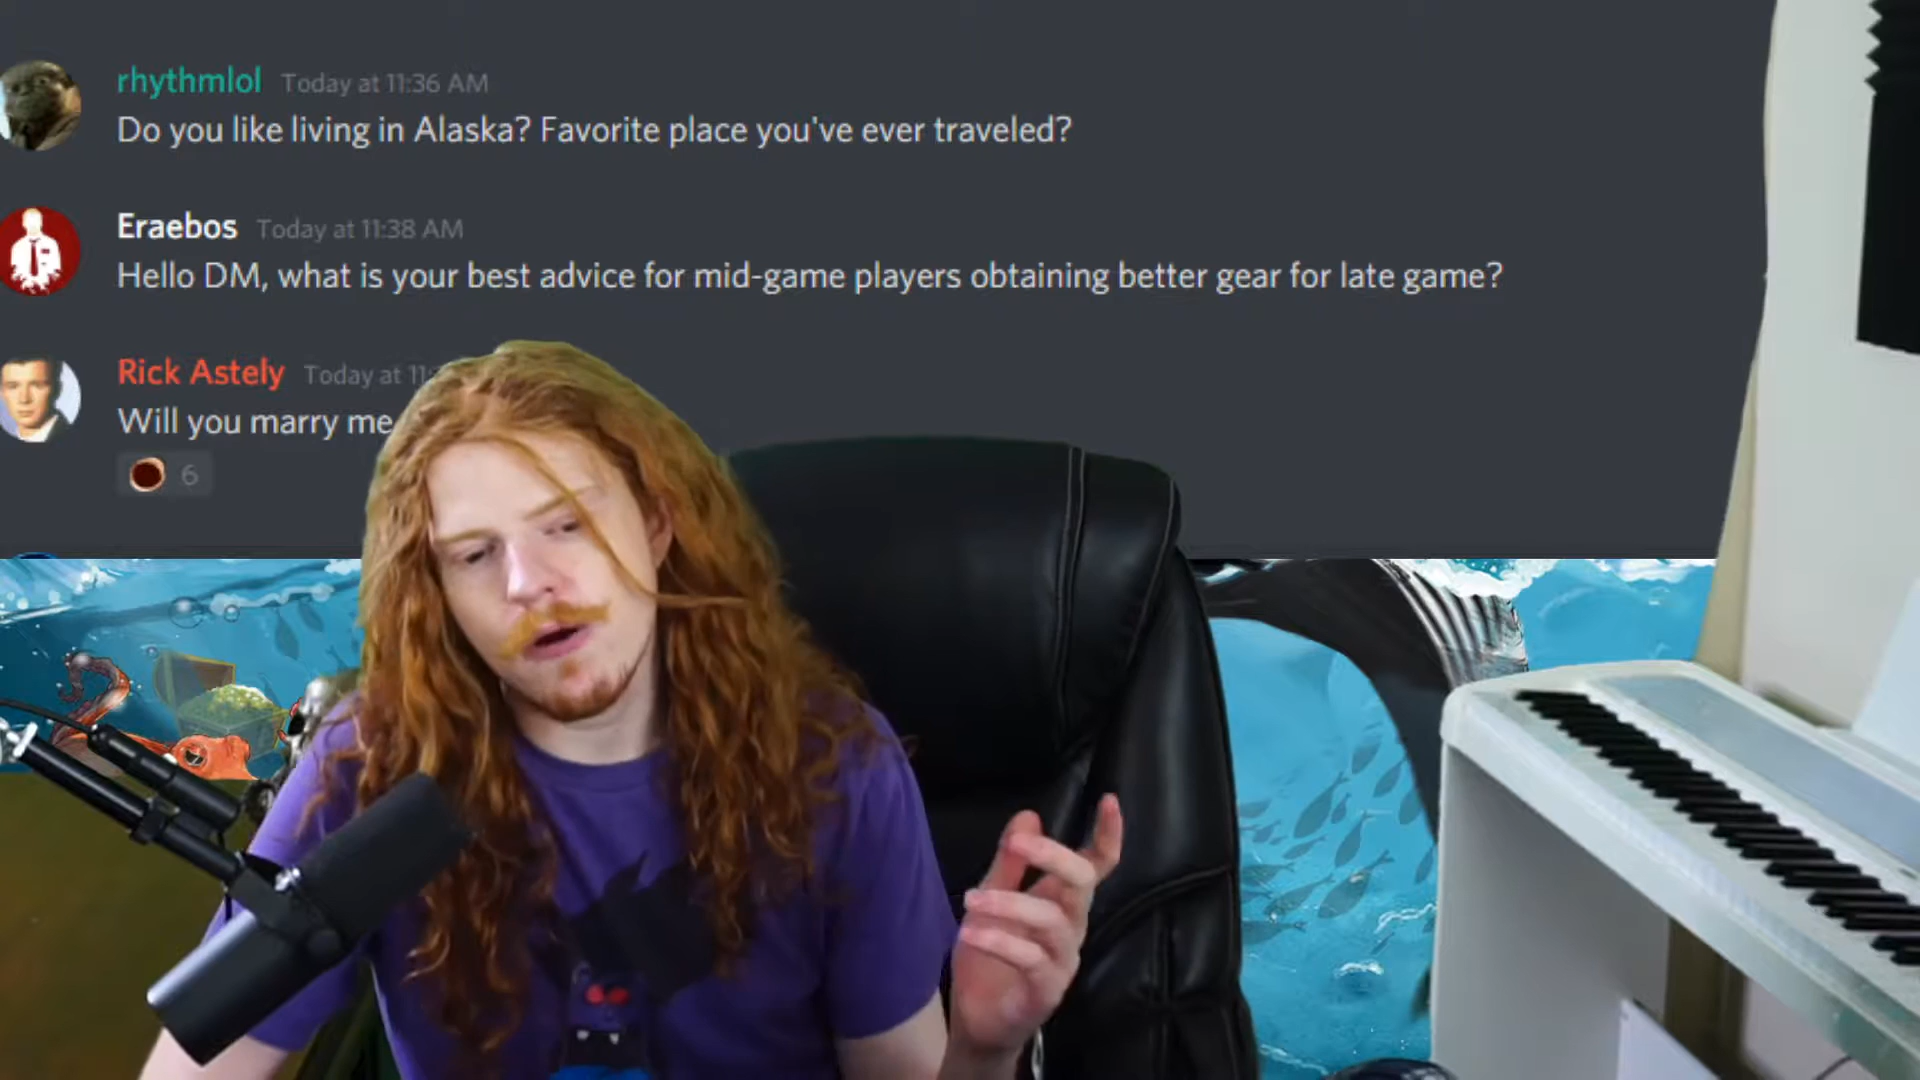 rhythmlol Today at 11:36 AM
Do you like living in Alaska? Favorite place you've ever traveled?
Eraebos Today at 11:38 AM
Hello DM, what is your best advice for mid-game players obtaining better gear for late game?
Rick Astely Today at
Will you marry me
6